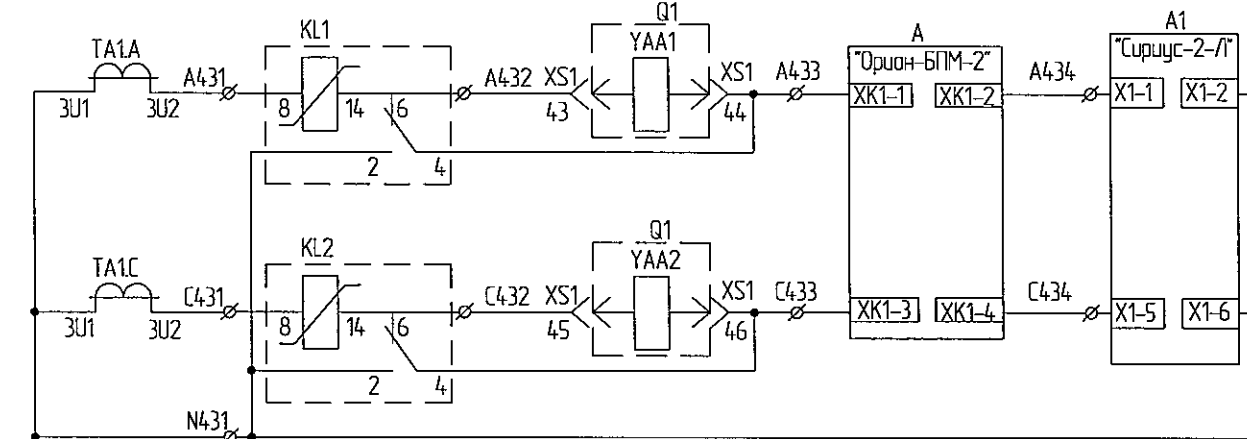 Q1
KL1
YAA1
A
A1
TA1.A
A431
A432
XS1
XS1
A433
"Орион-БПМ-2"
A434
"Сириус-2-Л"
3U1
3U2
8
14
6
43
44
XK1-1
XK1-2
X1-1
X1-2
2
4
Q1
KL2
YAA2
TA1.C
C431
C432
XS1
XS1
C433
C434
3U1
3U2
8
14
6
45
46
XK1-3
XK1-4
X1-5
X1-6
2
4
N431